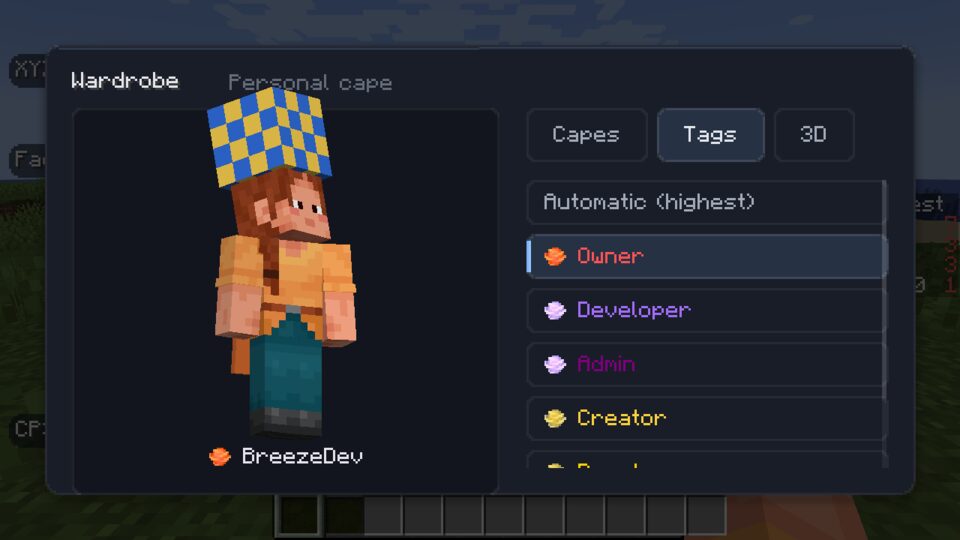 Wardrobe
Personal cape
Capes
Tags
3D
Automatic (highest)
Owner
Developer
Admin
Creator
BreezeDev